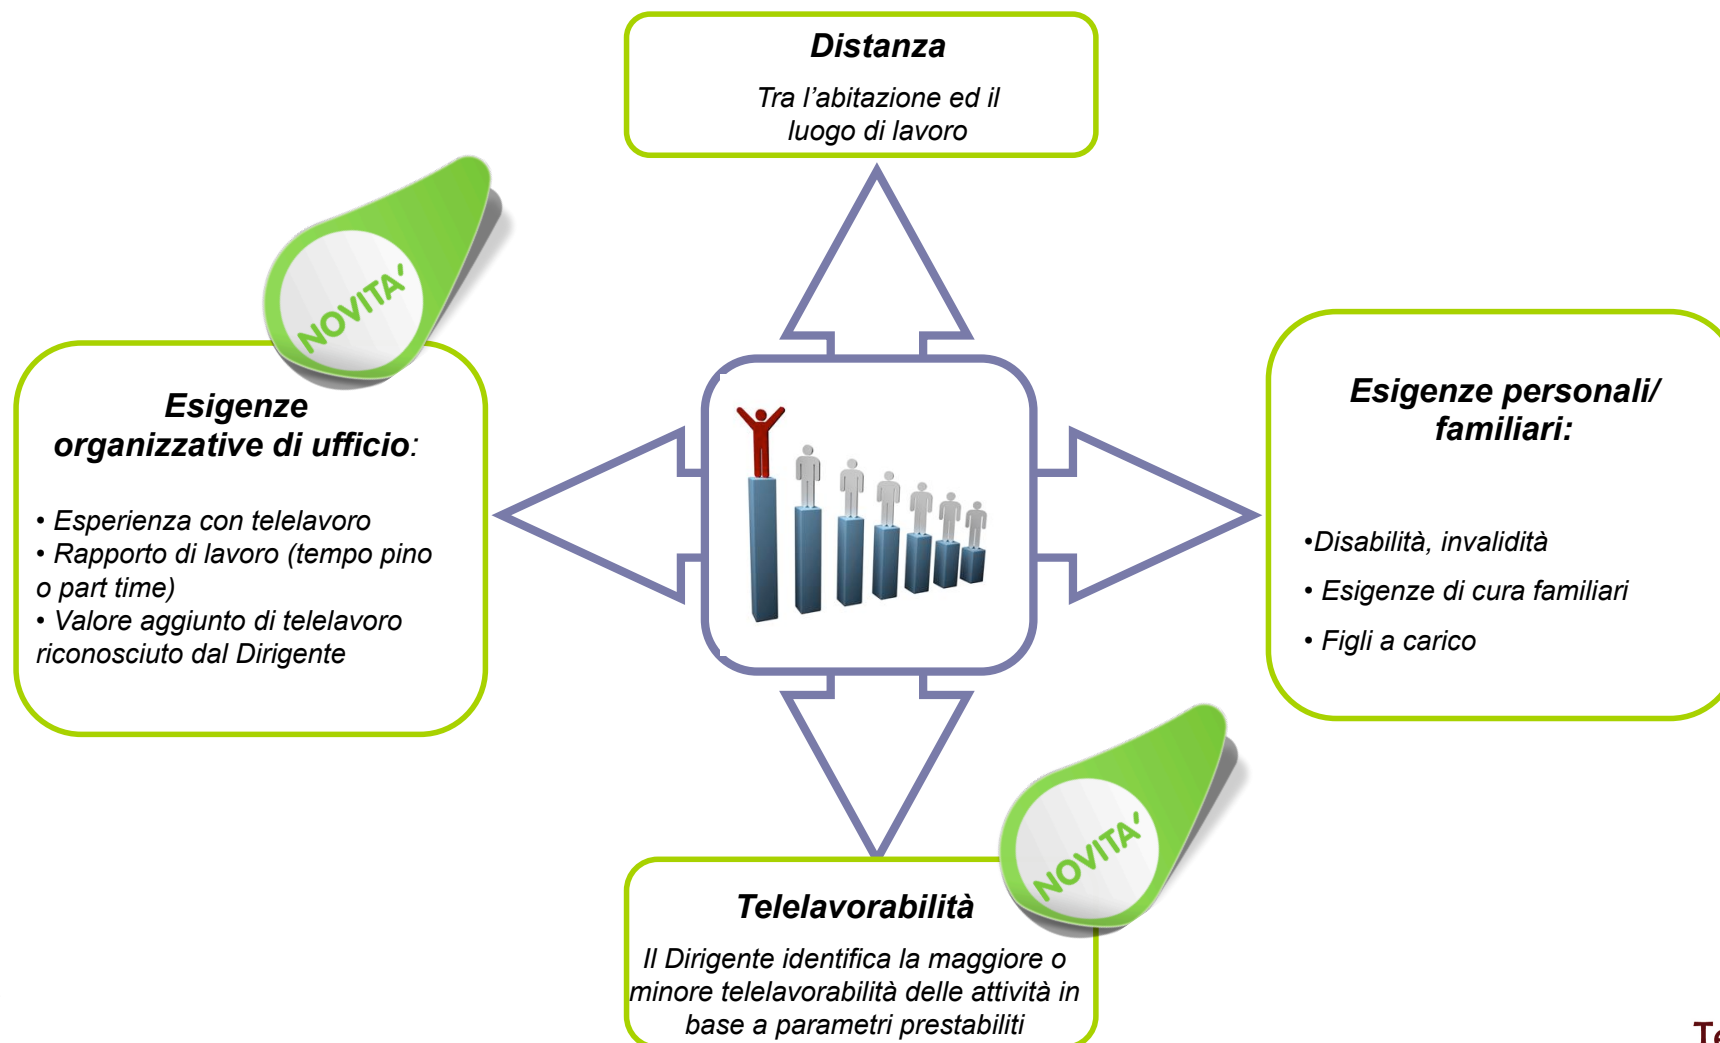 Distanza
Tra l’abitazione ed il
luogo di lavoro
NOVITA'
Esigenze
organizzative di ufficio:
• Esperienza con telelavoro
• Rapporto di lavoro (tempo pino
o part time)
• Valore aggiunto di telelavoro
riconosciuto dal Dirigente
Esigenze personali/
familiari:
•Disabilità, invalidità
• Esigenze di cura familiari
• Figli a carico
NOVITA'
Telelavorabilità
Il Dirigente identifica la maggiore o
minore telelavorabilità delle attività in
base a parametri prestabiliti